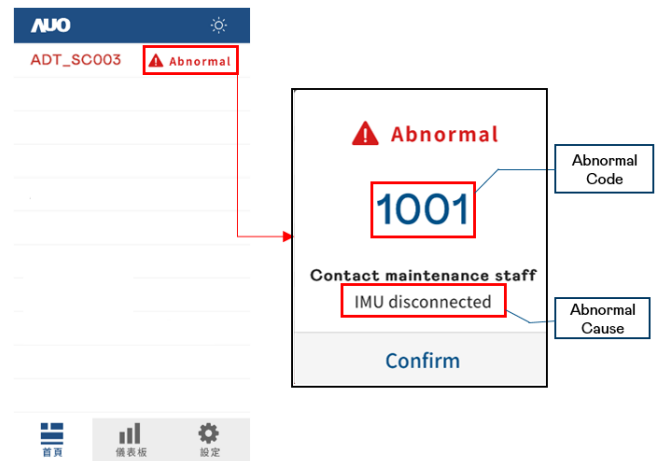 AUO
ADT_SC003 Abnormal
Abnormal
1001
Contact maintenance staff
IMU disconnected
Confirm
Abnormal
Code
Abnormal
Cause
首頁 儀表板 設定